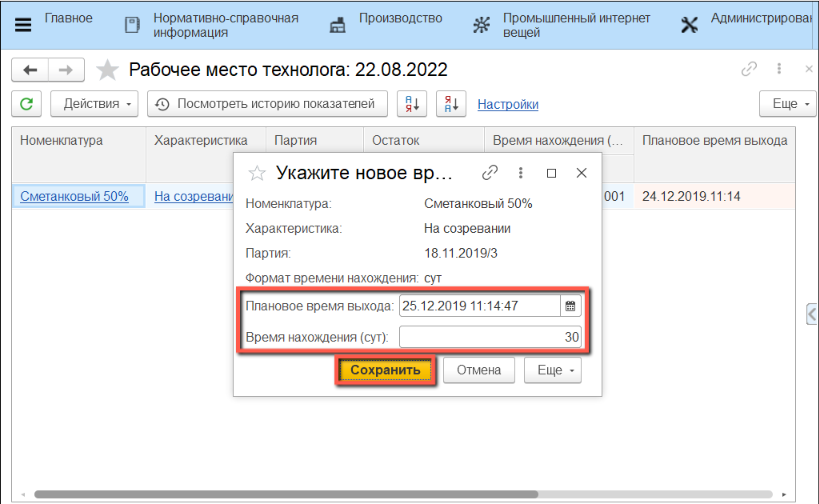 Главное
Нормативно-справочная
информация
Производство
Промышленный интернет
вещей
Администрирован
Рабочее место технолога: 22.08.2022
Действия
Посмотреть историю показателей
Настройки
Еще
Номенклатура Характеристика Партия Остаток Время нахождения (... Плановое время выхода
Сметанковый 50% На созревани 001 24.12.2019.11:14
Укажите новое вр...
Номенклатура: Сметанковый 50%
Характеристика: На созревании
Партия: 18.11.2019/3
Формат времени нахождения: сут
Плановое время выхода: 25.12.2019 11:14:47
Время нахождения (сут): 30
Сохранить Отмена Еще